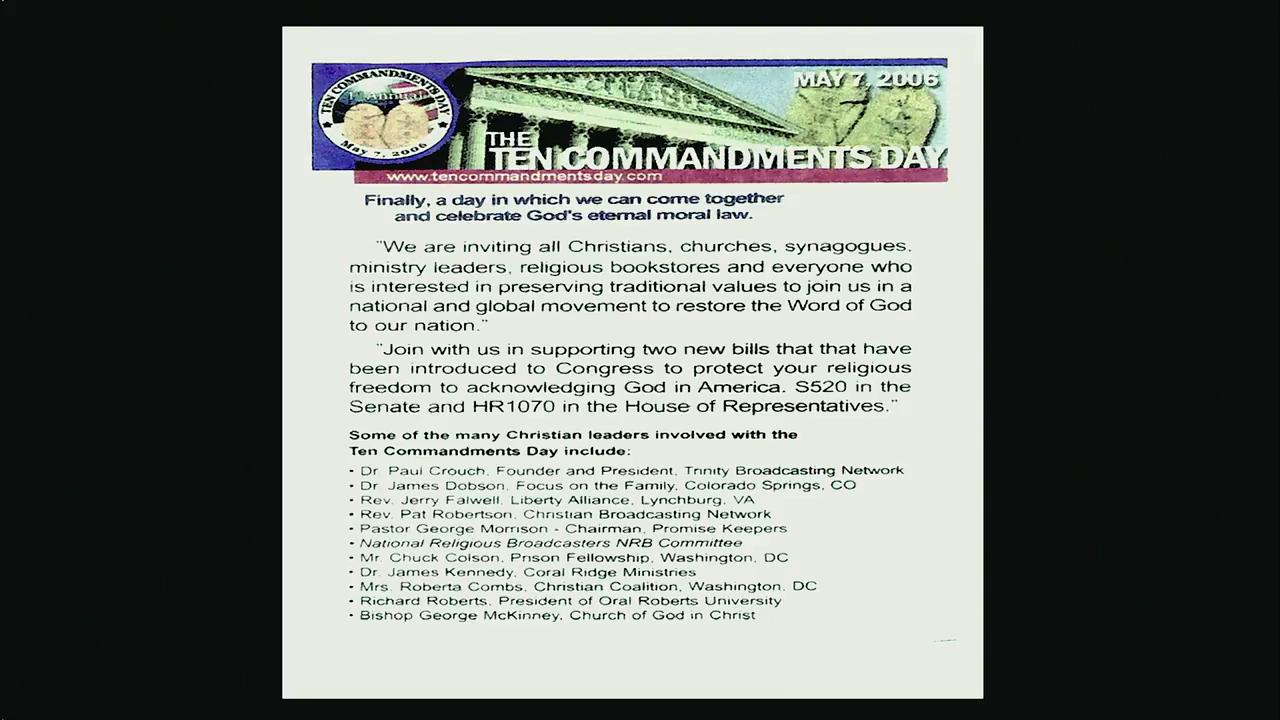 TEN COMMANDMENTS DAY
1st Annual
May 7, 2006
MAY 7, 2006
THE
TEN COMMANDMENTS DAY
www.tencommandmentsday.com
Finally, a day in which we can come together
and celebrate God's eternal moral law.
"We are inviting all Christians, churches, synagogues,
ministry leaders, religious bookstores and everyone who
is interested in preserving traditional values to join us in a
national and global movement to restore the Word of God
to our nation."
"Join with us in supporting two new bills that that have
been introduced to Congress to protect your religious
freedom to acknowledging God in America. S520 in the
Senate and HR1070 in the House of Representatives."
Some of the many Christian leaders involved with the
Ten Commandments Day include:
• Dr. Paul Crouch, Founder and President, Trinity Broadcasting Network
• Dr. James Dobson, Focus on the Family, Colorado Springs, CO
• Rev. Jerry Falwell, Liberty Alliance, Lynchburg, VA
• Rev. Pat Robertson, Christian Broadcasting Network
• Pastor George Morrison - Chairman, Promise Keepers
• National Religious Broadcasters NRB Committee
• Mr. Chuck Colson, Prison Fellowship, Washington, DC
• Dr. James Kennedy, Coral Ridge Ministries
• Mrs. Roberta Combs, Christian Coalition, Washington, DC
• Richard Roberts, President of Oral Roberts University
• Bishop George McKinney, Church of God in Christ